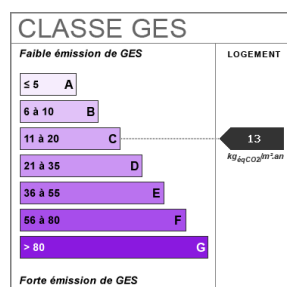 CLASSE GES
Faible émission de GES
LOGEMENT
≤ 5 A
6 à 10 B
11 à 20 C
13
kgéqCO2/m².an
21 à 35 D
36 à 55 E
56 à 80 F
> 80 G
Forte émission de GES